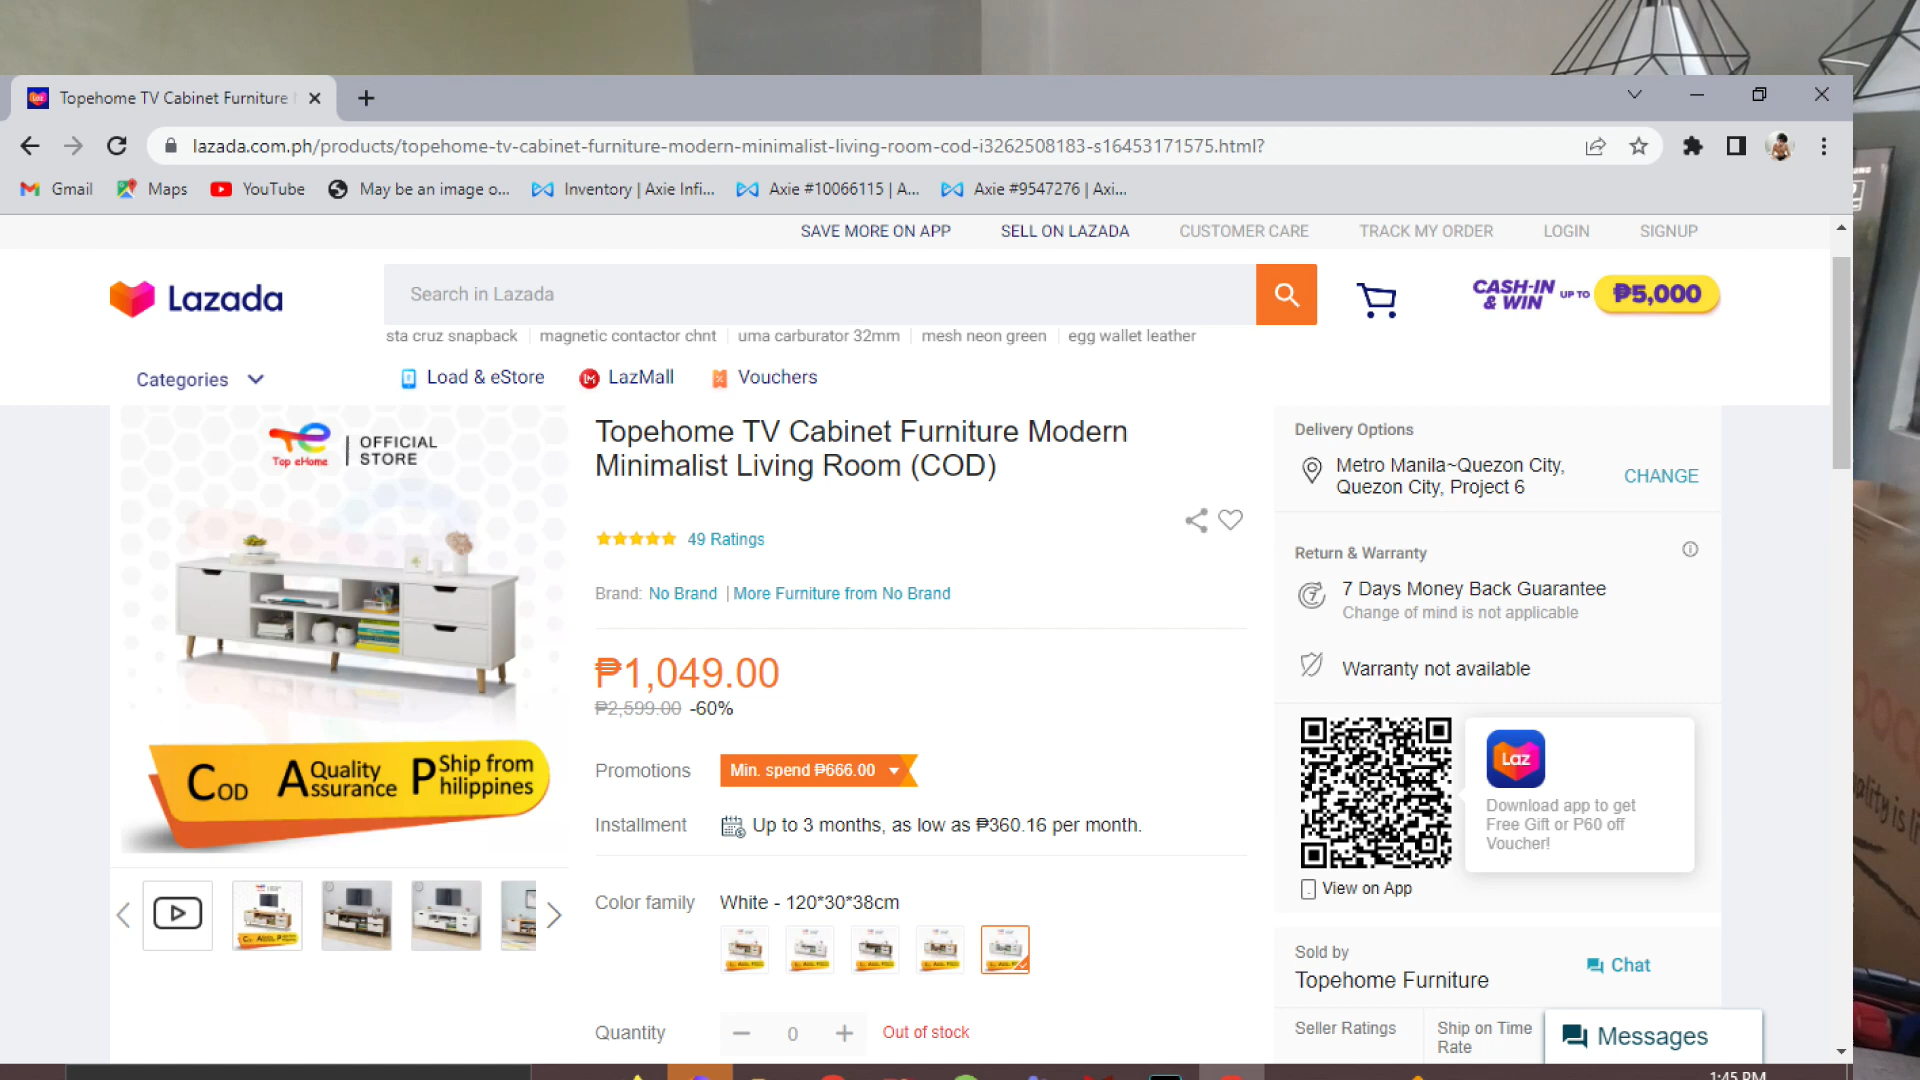 Topehome TV Cabinet Furniture
lazada.com.ph/products/topehome-tv-cabinet-furniture-modern-minimalist-living-room-cod-i3262508183-s16453171575.html?
Gmail Maps YouTube May be an image o... Inventory | Axie Infi... Axie #10066115 | A... Axie #9547276 | Axi...
SAVE MORE ON APP SELL ON LAZADA CUSTOMER CARE TRACK MY ORDER LOGIN SIGNUP
Lazada
Search in Lazada
CASH-IN & WIN UP TO ₱5,000
sta cruz snapback magnetic contactor chnt uma carburator 32mm mesh neon green egg wallet leather
Categories Load & eStore LazMall Vouchers
Top eHome | OFFICIAL STORE
COD Quality Assurance Ship from Philippines
Topehome TV Cabinet Furniture Modern
Minimalist Living Room (COD)
49 Ratings
Brand: No Brand | More Furniture from No Brand
₱1,049.00
₱2,599.00 -60%
Promotions Min. spend ₱666.00
Installment Up to 3 months, as low as ₱360.16 per month.
Color family White - 120*30*38cm
Quantity 0 Out of stock
Delivery Options
Metro Manila~Quezon City,
Quezon City, Project 6
CHANGE
Return & Warranty
7 Days Money Back Guarantee
Change of mind is not applicable
Warranty not available
Laz
Download app to get
Free Gift or P60 off
Voucher!
View on App
Sold by
Topehome Furniture
Chat
Seller Ratings
Ship on Time
Rate
Messages
1:45 PM